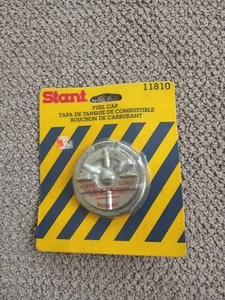 Stant
11810
FUEL CAP
TAPA DE TANQUE DE COMBUSTIBLE
BOUCHON DE CARBURANT